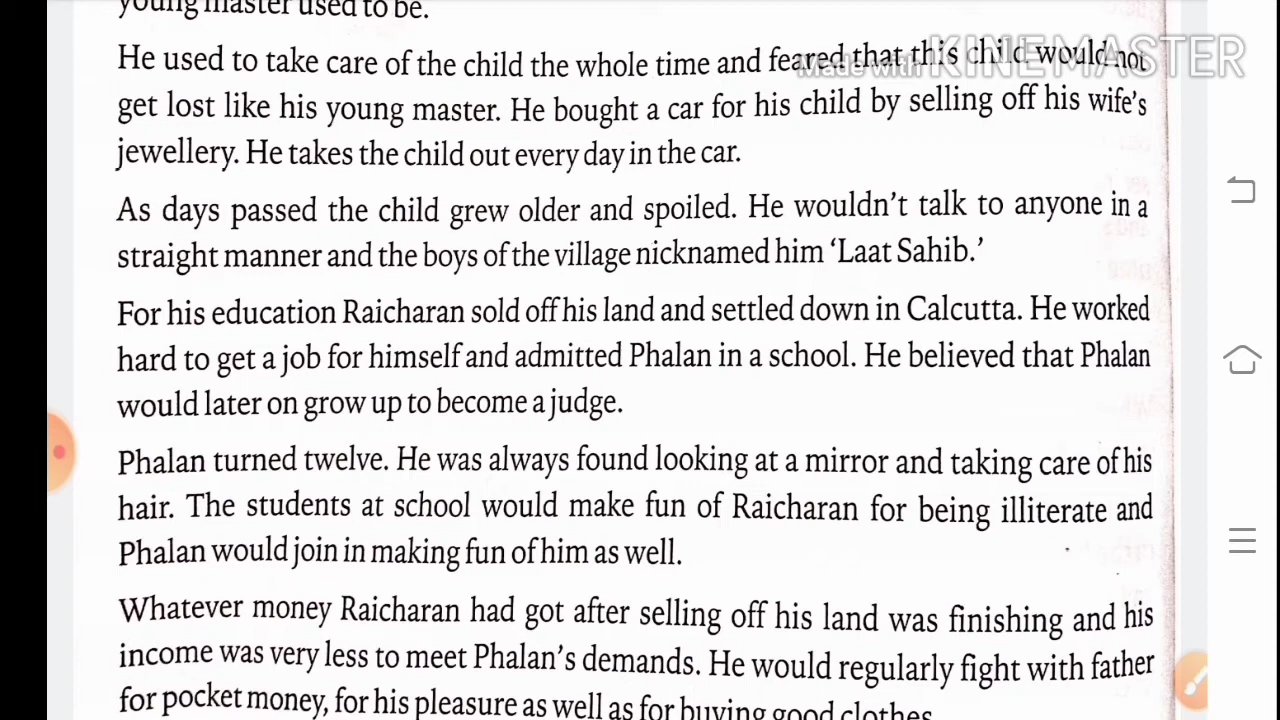 young master used to be.
Made with KINEMASTER
He used to take care of the child the whole time and feared that this child would not
get lost like his young master. He bought a car for his child by selling off his wife's
jewellery. He takes the child out every day in the car.
As days passed the child grew older and spoiled. He wouldn't talk to anyone in a
straight manner and the boys of the village nicknamed him 'Laat Sahib.'
For his education Raicharan sold off his land and settled down in Calcutta. He worked
hard to get a job for himself and admitted Phalan in a school. He believed that Phalan
would later on grow up to become a judge.
Phalan turned twelve. He was always found looking at a mirror and taking care of his
hair. The students at school would make fun of Raicharan for being illiterate and
Phalan would join in making fun of him as well.
Whatever money Raicharan had got after selling off his land was finishing and his
income was very less to meet Phalan's demands. He would regularly fight with father
for pocket money, for his pleasure as well as for buying good clothes.